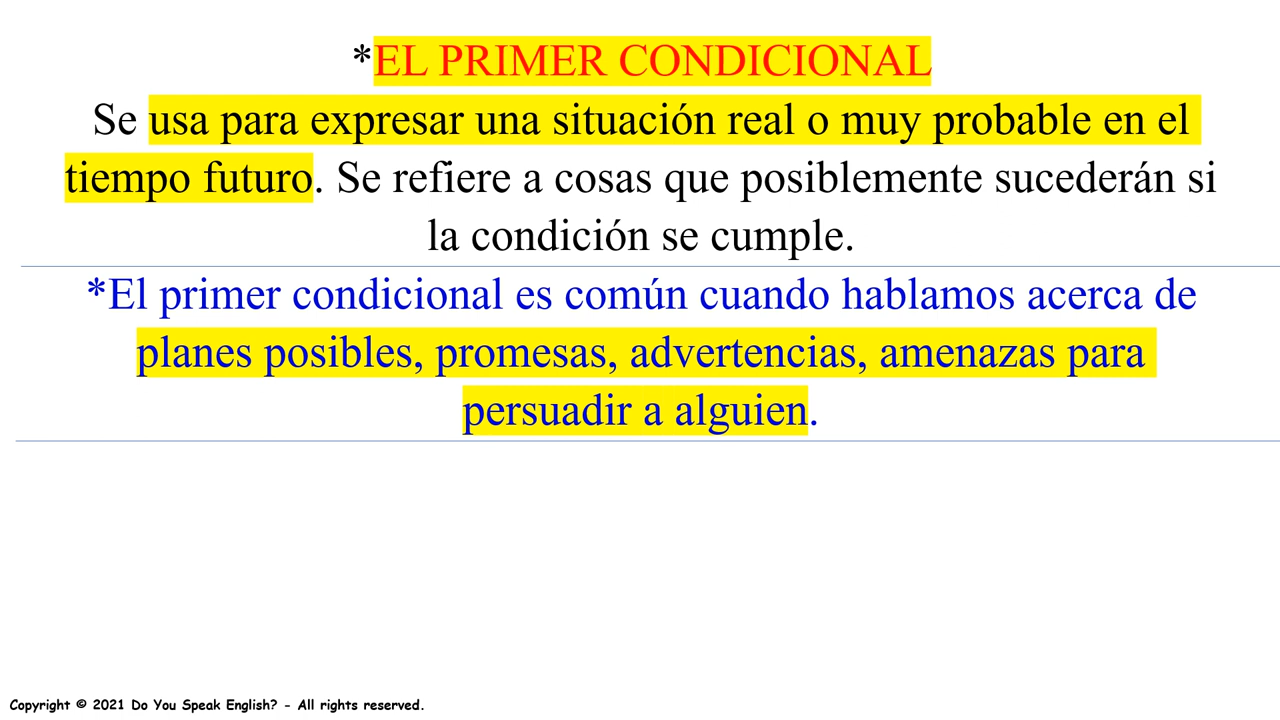 *EL PRIMER CONDICIONAL
Se usa para expresar una situación real o muy probable en el
tiempo futuro. Se refiere a cosas que posiblemente sucederán si
la condición se cumple.
*El primer condicional es común cuando hablamos acerca de
planes posibles, promesas, advertencias, amenazas para
persuadir a alguien.
Copyright © 2021 Do You Speak English? - All rights reserved.